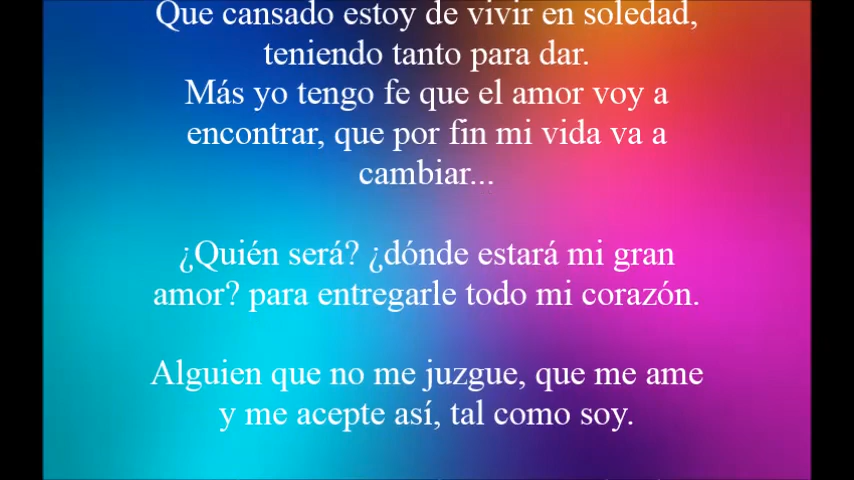 Que cansado estoy de vivir en soledad,
teniendo tanto para dar.
Más yo tengo fe que el amor voy a
encontrar, que por fin mi vida va a
cambiar...
¿Quién será? ¿dónde estará mi gran
amor? para entregarle todo mi corazón.
Alguien que no me juzgue, que me ame
y me acepte así, tal como soy.